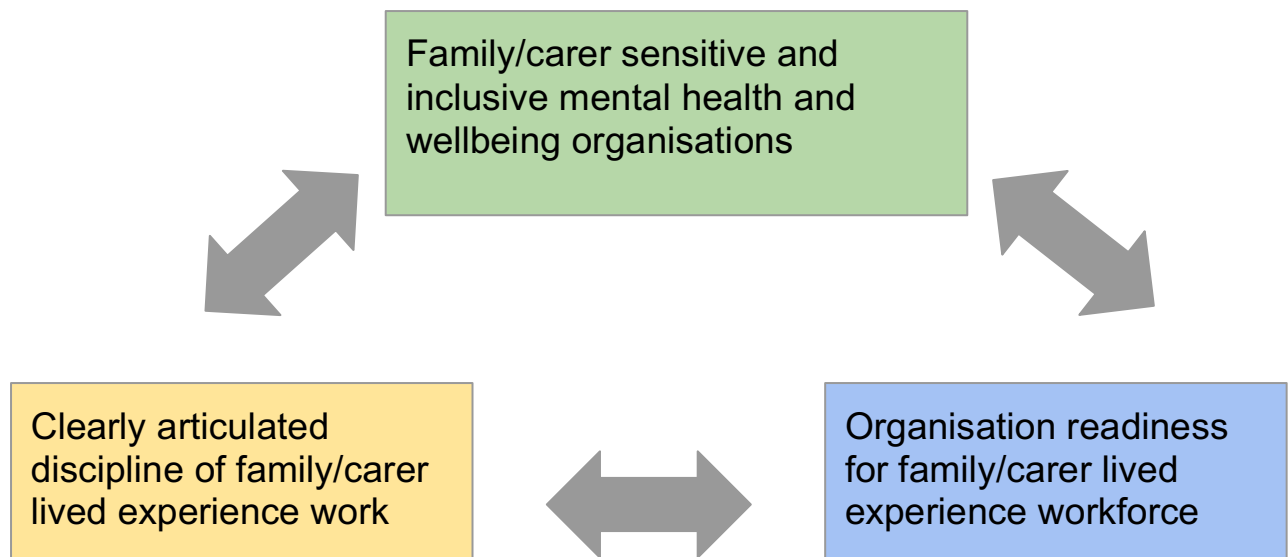 Family/carer sensitive and
inclusive mental health and
wellbeing organisations
Clearly articulated
discipline of family/carer
lived experience work
Organisation readiness
for family/carer lived
experience workforce